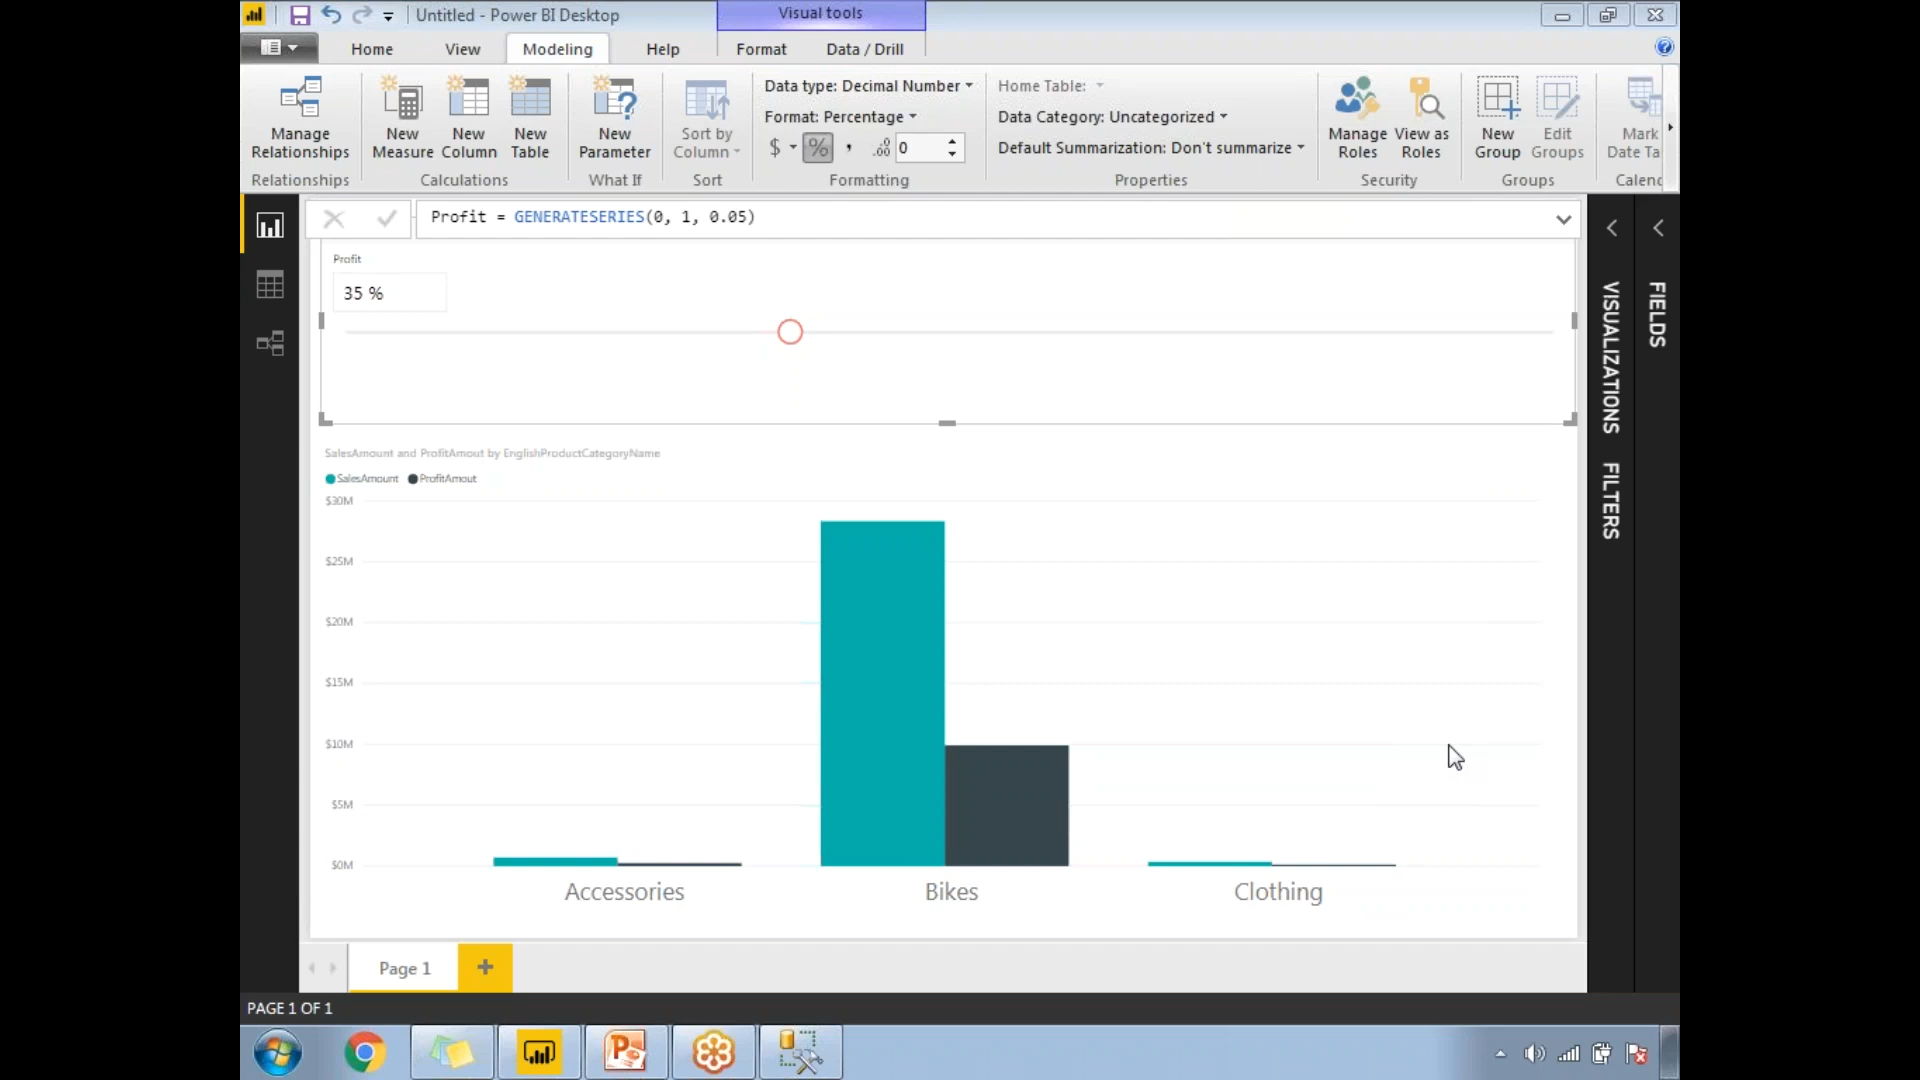 Untitled - Power BI Desktop
Visual tools
Home View Modeling Help Format Data / Drill
Manage Relationships
New Measure
New Column
New Table
New Parameter
Sort by Column
Data type: Decimal Number
Format: Percentage
$ % , .00 0
Home Table:
Data Category: Uncategorized
Default Summarization: Don't summarize
Manage Roles
View as Roles
New Group
Edit Groups
Mark Date Ta
Relationships Calculations What If Sort Formatting Properties Security Groups Calend
Profit = GENERATESERIES(0, 1, 0.05)
Profit
35 %
SalesAmount and ProfitAmout by EnglishProductCategoryName
SalesAmount ProfitAmout
$30M
$25M
$20M
$15M
$10M
$5M
$0M
Accessories Bikes Clothing
VISUALIZATIONS
FILTERS
FIELDS
Page 1
PAGE 1 OF 1